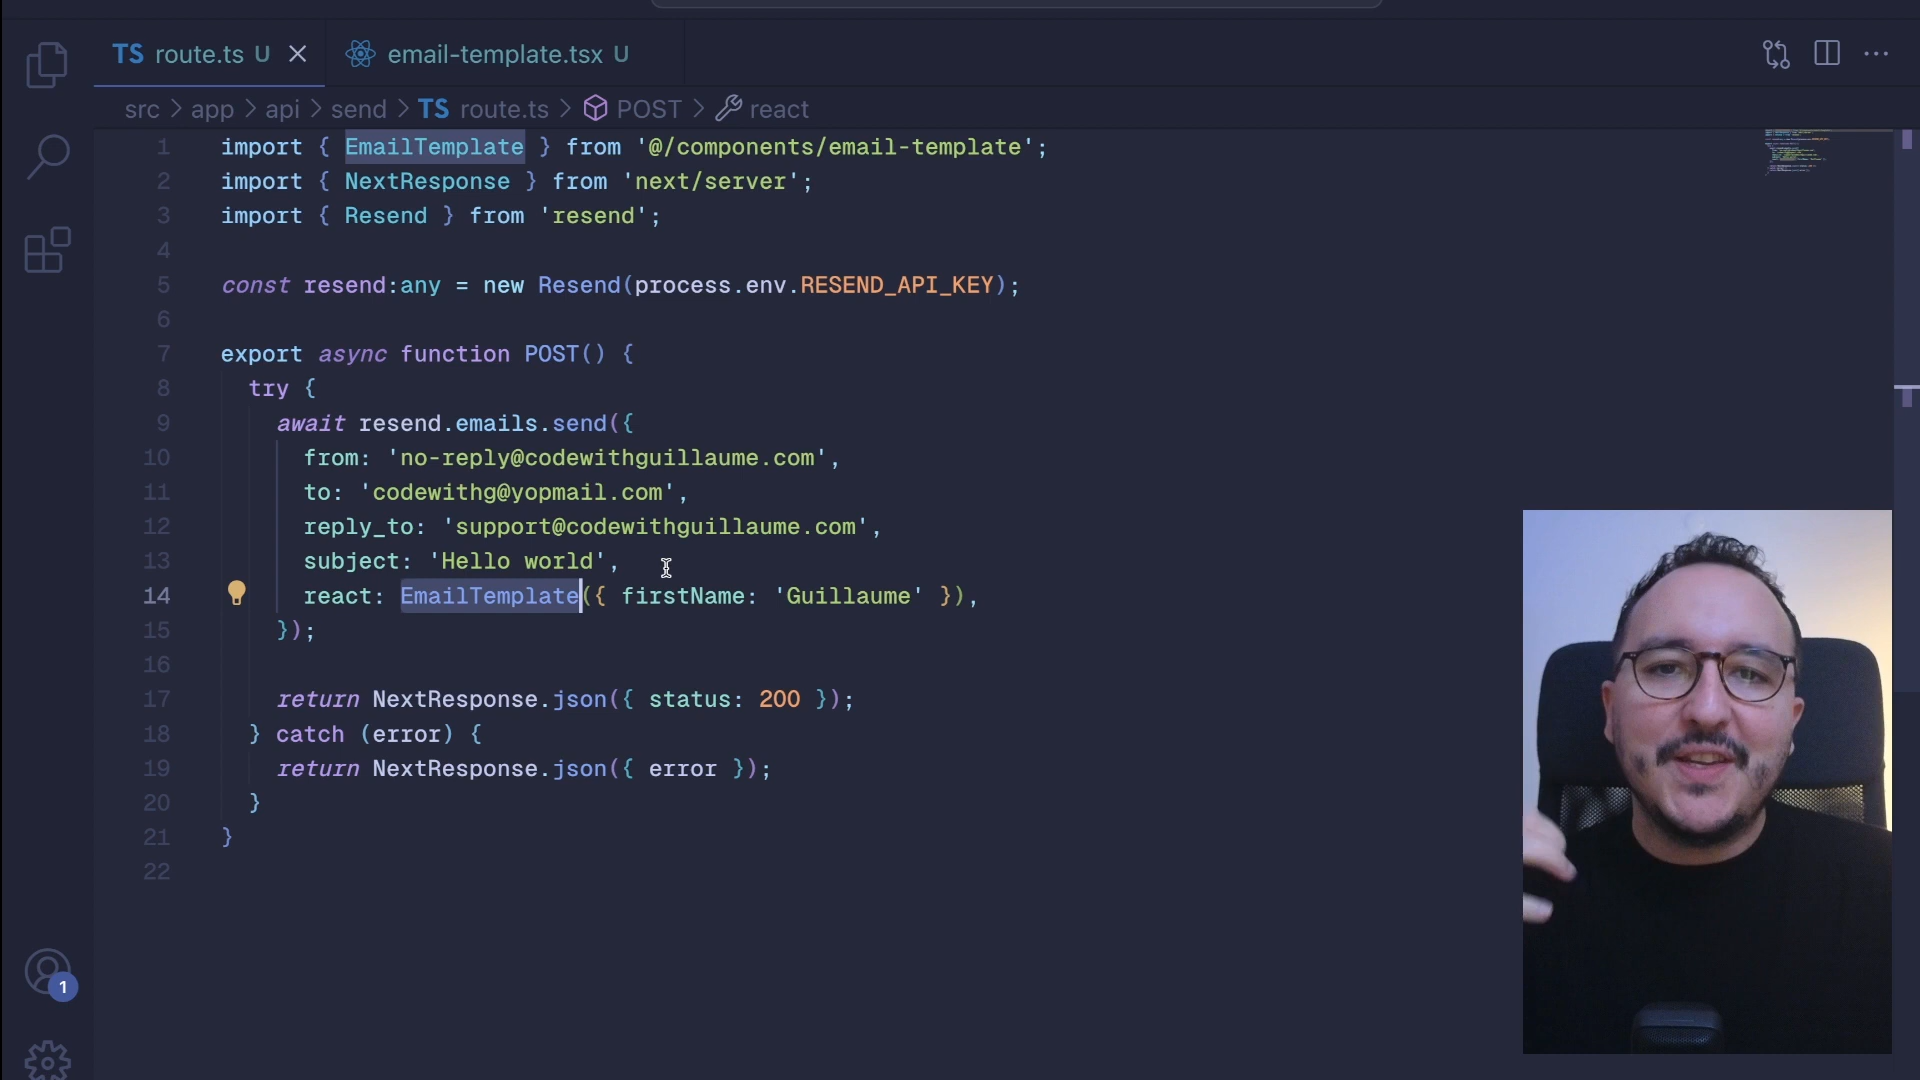 TS route.ts U
email-template.tsx U
src > app > api > send > TS route.ts > POST > react
1 import { EmailTemplate } from '@/components/email-template';
2 import { NextResponse } from 'next/server';
3 import { Resend } from 'resend';
4
5 const resend:any = new Resend(process.env.RESEND_API_KEY);
6
7 export async function POST() {
8 try {
9 await resend.emails.send({
10 from: 'no-reply@codewithguillaume.com',
11 to: 'codewithg@yopmail.com',
12 reply_to: 'support@codewithguillaume.com',
13 subject: 'Hello world',
14 react: EmailTemplate({ firstName: 'Guillaume' }),
15 });
16
17 return NextResponse.json({ status: 200 });
18 } catch (error) {
19 return NextResponse.json({ error });
20 }
21 }
22
1